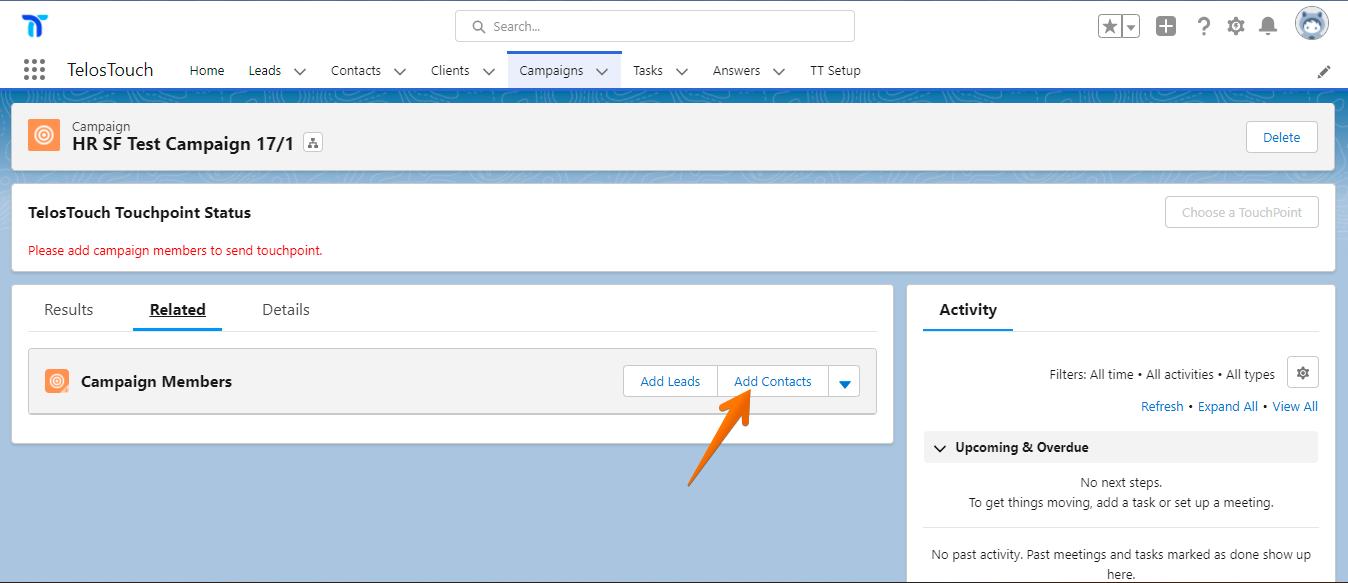 Search...
TelosTouch
Home
Leads
Contacts
Clients
Campaigns
Tasks
Answers
TT Setup
Campaign
HR SF Test Campaign 17/1
Delete
TelosTouch Touchpoint Status
Choose a TouchPoint
Please add campaign members to send touchpoint.
Results
Related
Details
Campaign Members
Add Leads
Add Contacts
Activity
Filters: All time • All activities • All types
Refresh • Expand All • View All
Upcoming & Overdue
No next steps.
To get things moving, add a task or set up a meeting.
No past activity. Past meetings and tasks marked as done show up
here.